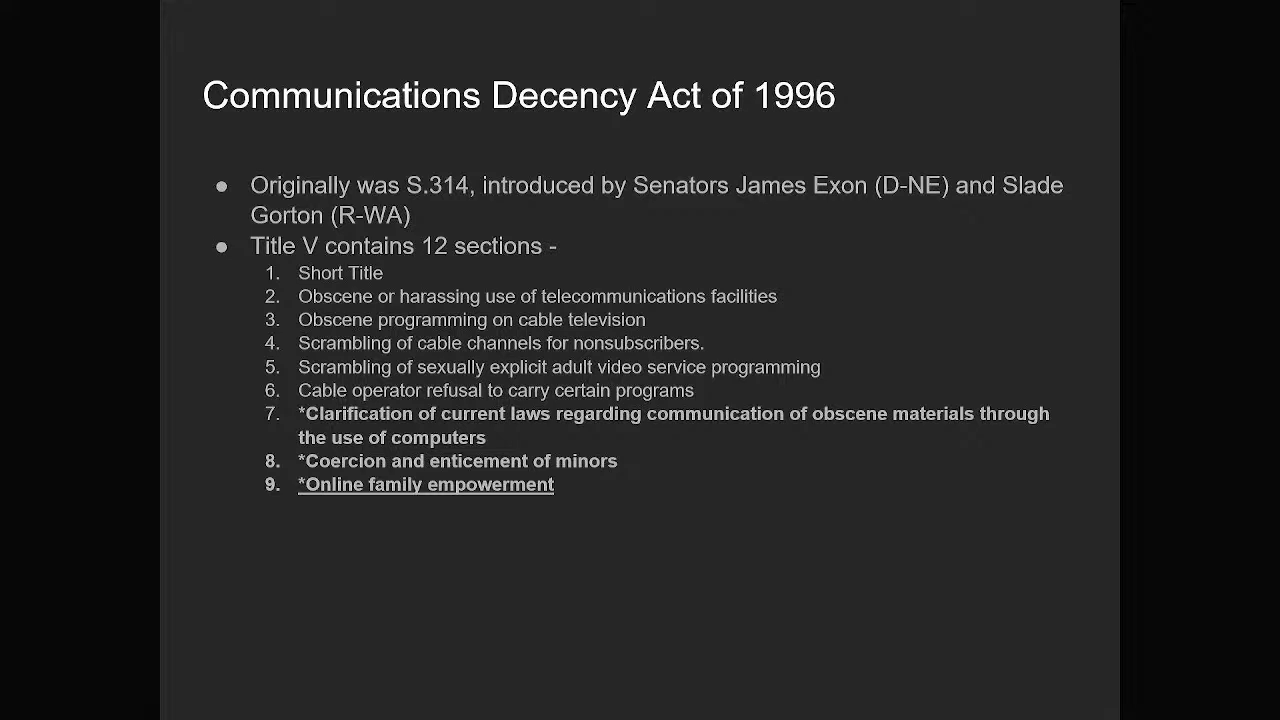 Communications Decency Act of 1996
● Originally was S.314, introduced by Senators James Exon (D-NE) and Slade
Gorton (R-WA)
● Title V contains 12 sections -
1. Short Title
2. Obscene or harassing use of telecommunications facilities
3. Obscene programming on cable television
4. Scrambling of cable channels for nonsubscribers.
5. Scrambling of sexually explicit adult video service programming
6. Cable operator refusal to carry certain programs
7. *Clarification of current laws regarding communication of obscene materials through
the use of computers
8. *Coercion and enticement of minors
9. *Online family empowerment